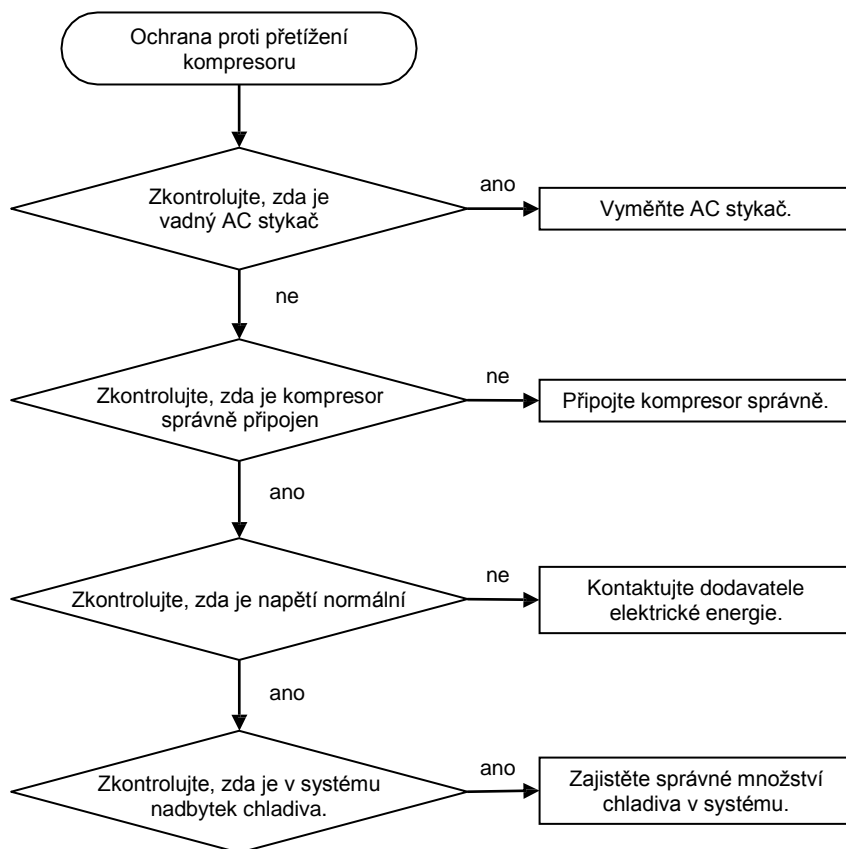 Ochrana proti přetížení
kompresoru
Zkontrolujte, zda je
vadný AC stykač
ano
Vyměňte AC stykač.
ne
Zkontrolujte, zda je kompresor
správně připojen
ne
Připojte kompresor správně.
ano
Zkontrolujte, zda je napětí normální
ne
Kontaktujte dodavatele
elektrické energie.
ano
Zkontrolujte, zda je v systému
nadbytek chladiva.
ano
Zajistěte správné množství
chladiva v systému.